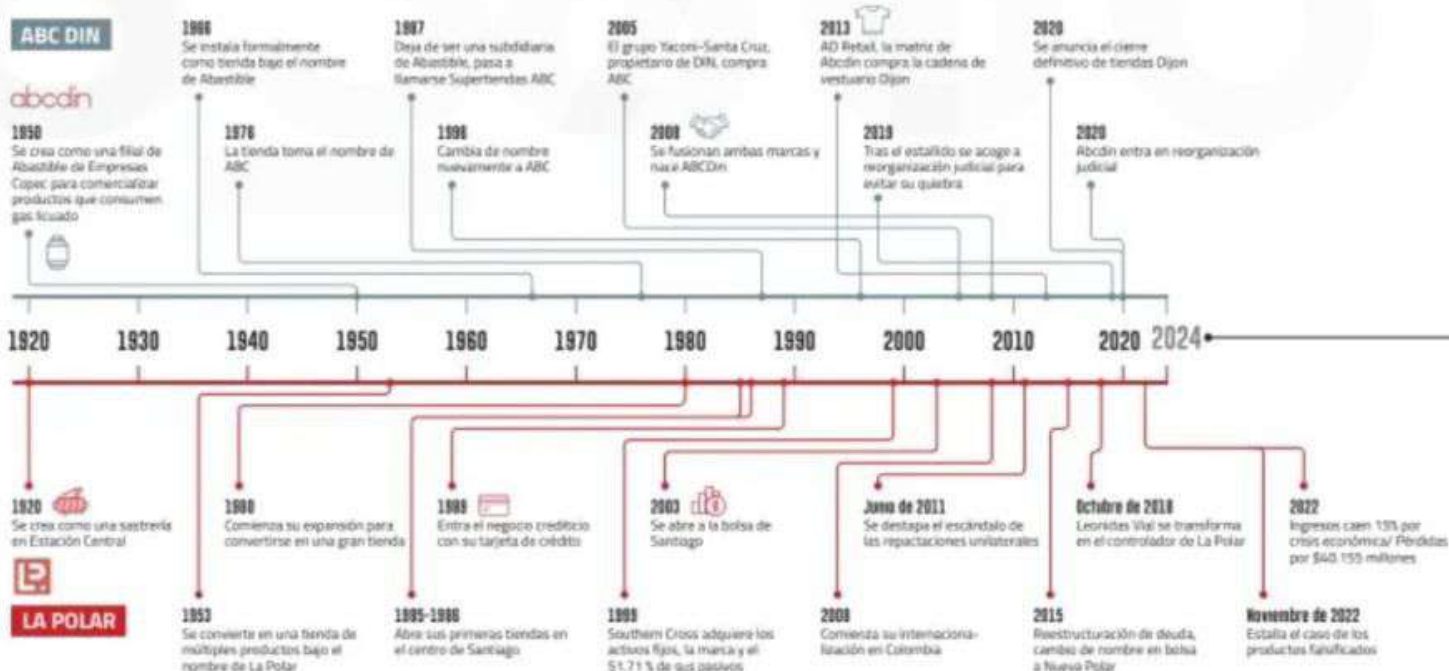 ABC DIN
abcdin
1950
Se crea como una filial de
Abastible de Empresas
Copec para comercializar
productos que consumen
gas licuado
1966
Se instala formalmente
como tienda bajo el nombre
de Abastible
1976
La tienda toma el nombre de
ABC
1987
Deja de ser una subdidiaria
de Abastible, pasa a
llamarse Supertiendas ABC
1996
Cambia de nombre
nuevamente a ABC
2005
El grupo Yaconi-Santa Cruz,
propietario de DIN, compra
ABC
2008
Se fusionan ambas marcas y
nace ABCDin
2013
AD Retail, la matriz de
Abcdin compra la cadena de
vestuario Dijon
2019
Tras el estallido se acoge a
reorganización judicial para
evitar su quiebra
2020
Se anuncia el cierre
definitivo de tiendas Dijon
2020
Abcdin entra en reorganización
judicial
1920 1930 1940 1950 1960 1970 1980 1990 2000 2010 2020 2024
1920
Se crea como una sastrería
en Estación Central
LP
LA POLAR
1953
Se convierte en una tienda de
múltiples productos bajo el
nombre de La Polar
1980
Comienza su expansión para
convertirse en una gran tienda
1985-1986
Abre sus primeras tiendas en
el centro de Santiago
1989
Entra el negocio crediticio
con su tarjeta de crédito
1999
Southern Cross adquiere los
activos fijos, la marca y el
51.71 % de sus pasivos
2003
Se abre a la bolsa de
Santiago
2008
Comienza su internaciona-
lización en Colombia
Junio de 2011
Se destapa el escándalo de
las repactaciones unilaterales
2015
Reestructuración de deuda,
cambio de nombre en bolsa
a Nueva Polar
Octubre de 2018
Leonidas Vial se transforma
en el controlador de La Polar
Noviembre de 2022
Estalla el caso de los
productos falsificados
2022
Ingresos caen 15% por
crisis económica/ Pérdidas
por $40.155 millones